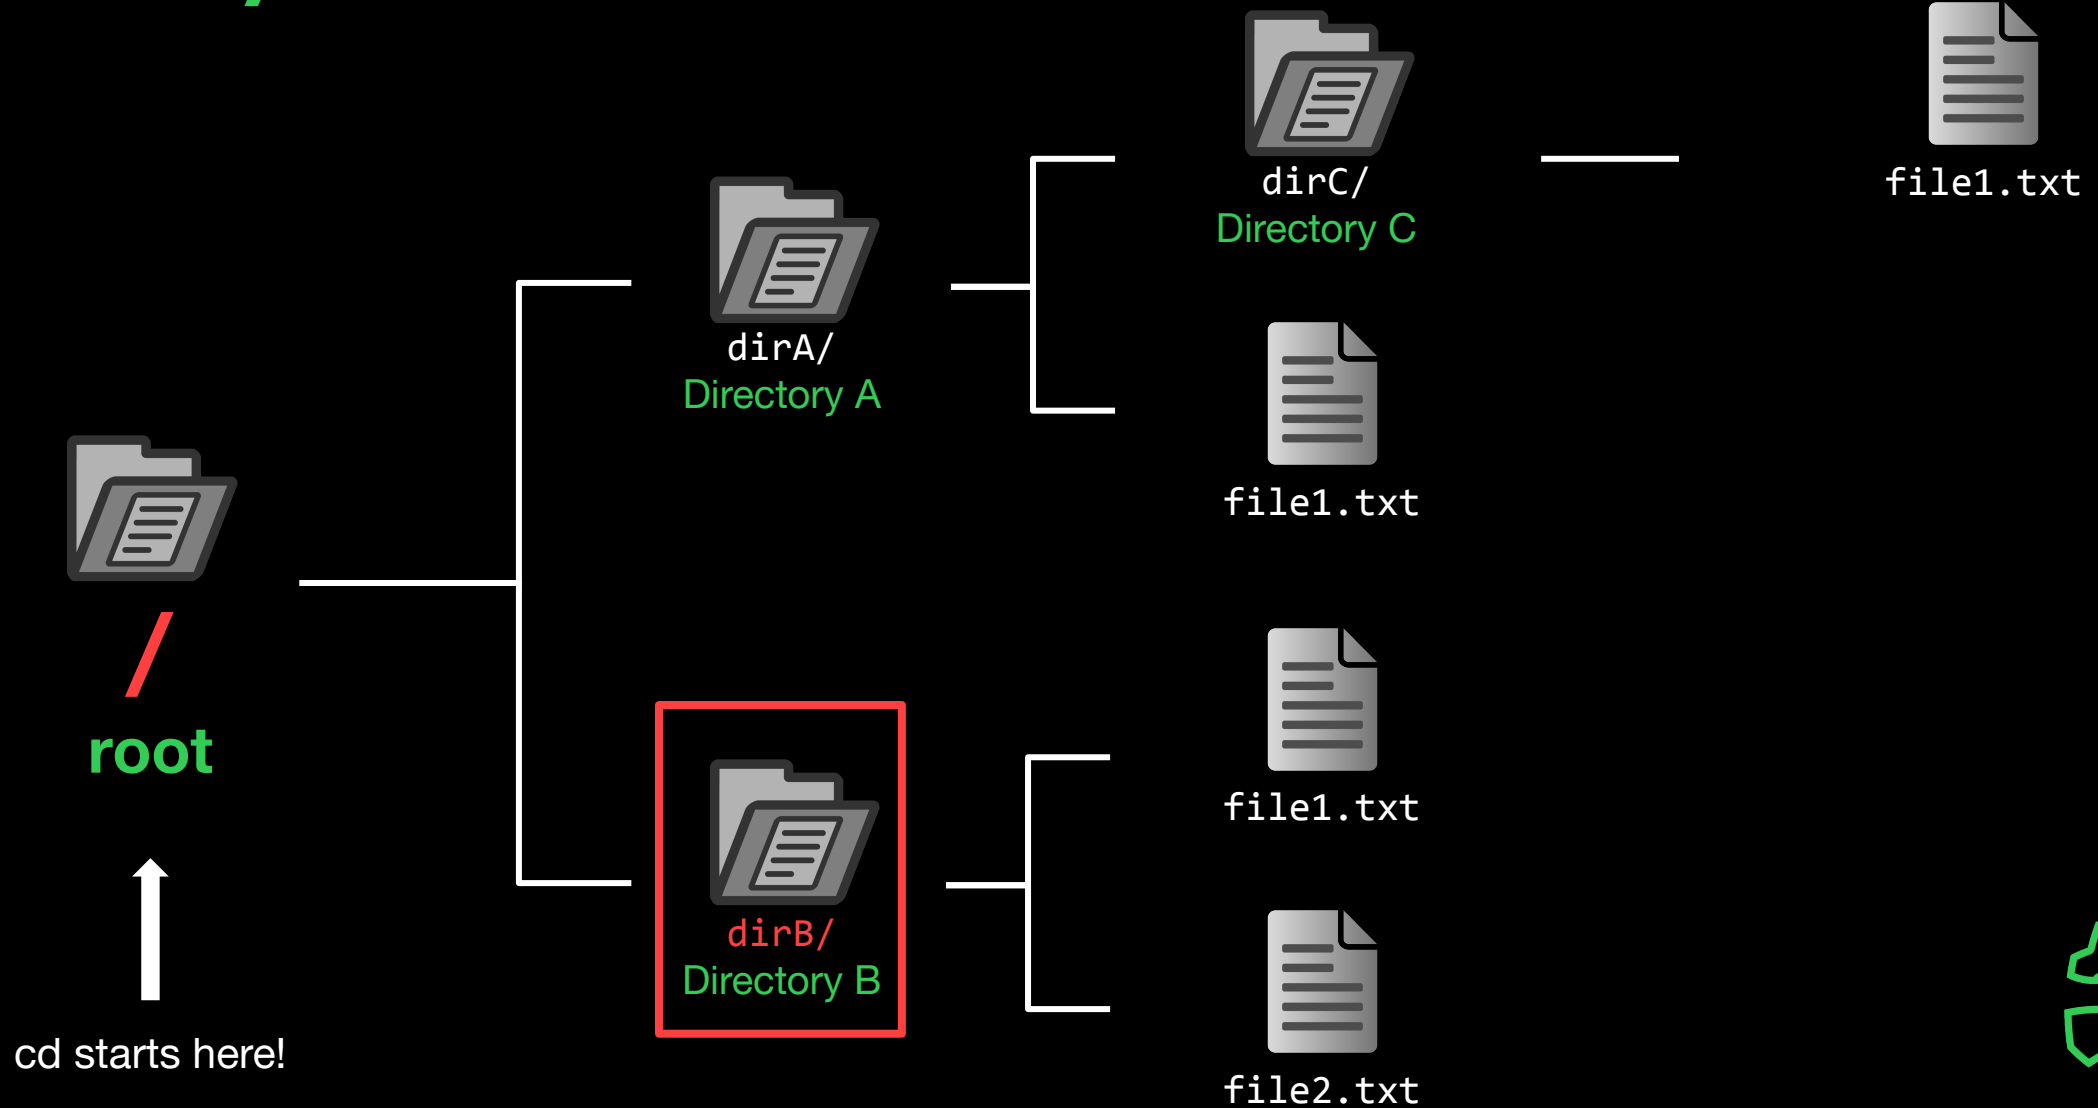 dirC/
Directory C
file1.txt
dirA/
Directory A
file1.txt
/
root
file1.txt
dirB/
Directory B
cd starts here!
file2.txt